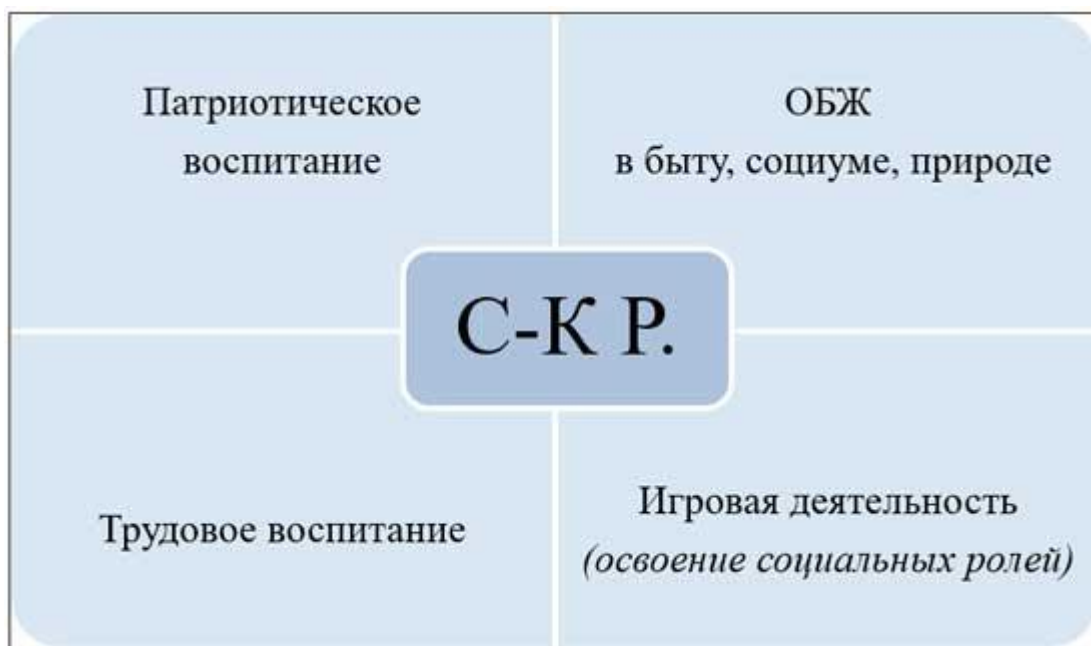 Патриотическое
воспитание
ОБЖ
в быту, социуме, природе
С-К Р.
Трудовое воспитание
Игровая деятельность
(освоение социальных ролей)